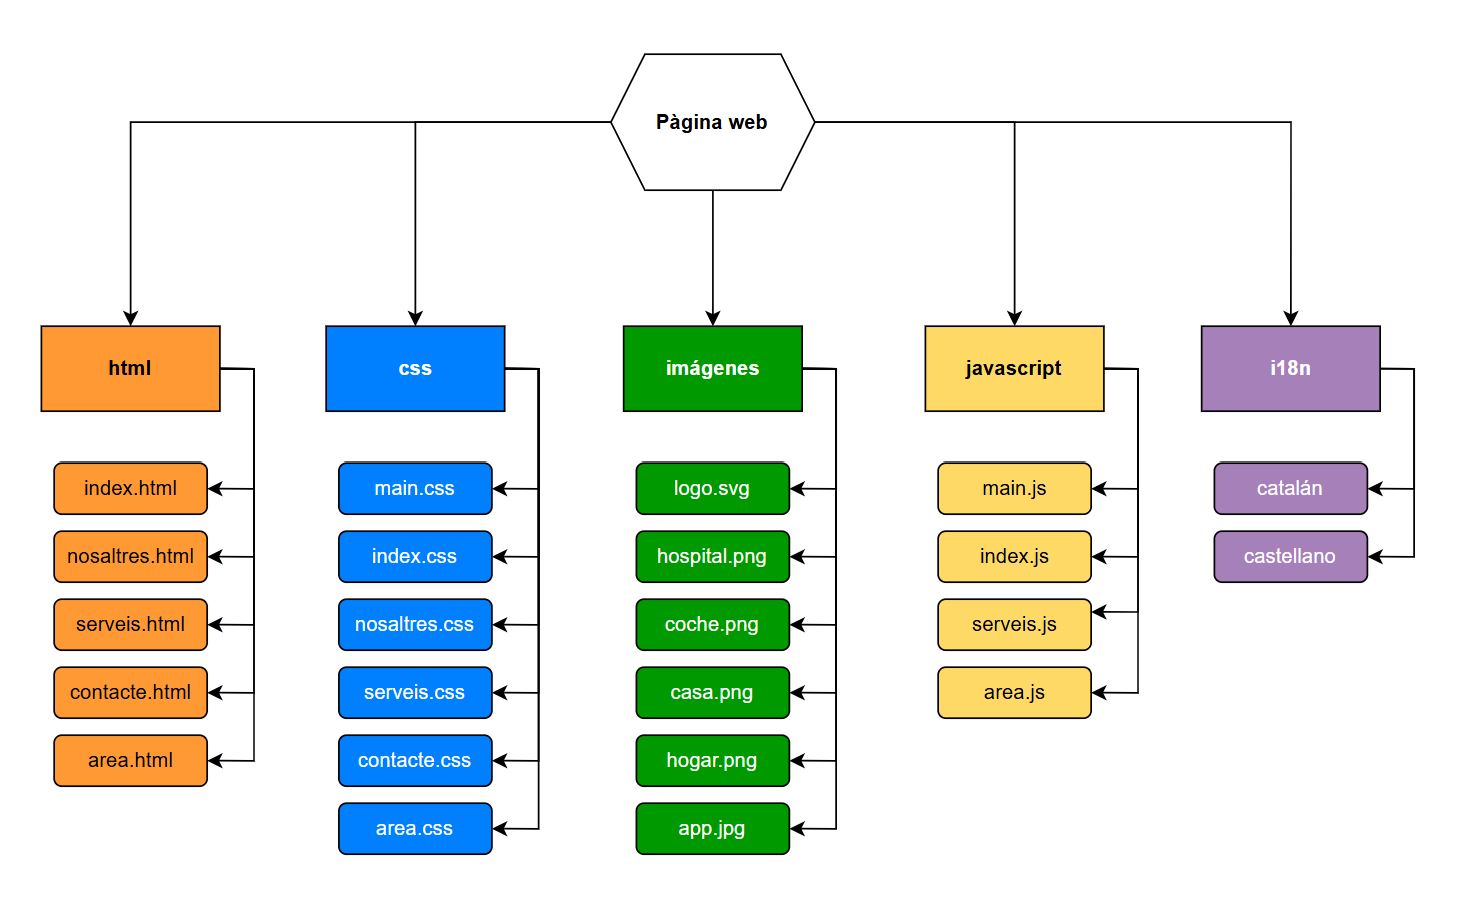 Pàgina web
html
css
imágenes
javascript
i18n
index.html
nosaltres.html
serveis.html
contacte.html
area.html
main.css
index.css
nosaltres.css
serveis.css
contacte.css
area.css
logo.svg
hospital.png
coche.png
casa.png
hogar.png
app.jpg
main.js
index.js
serveis.js
area.js
catalán
castellano